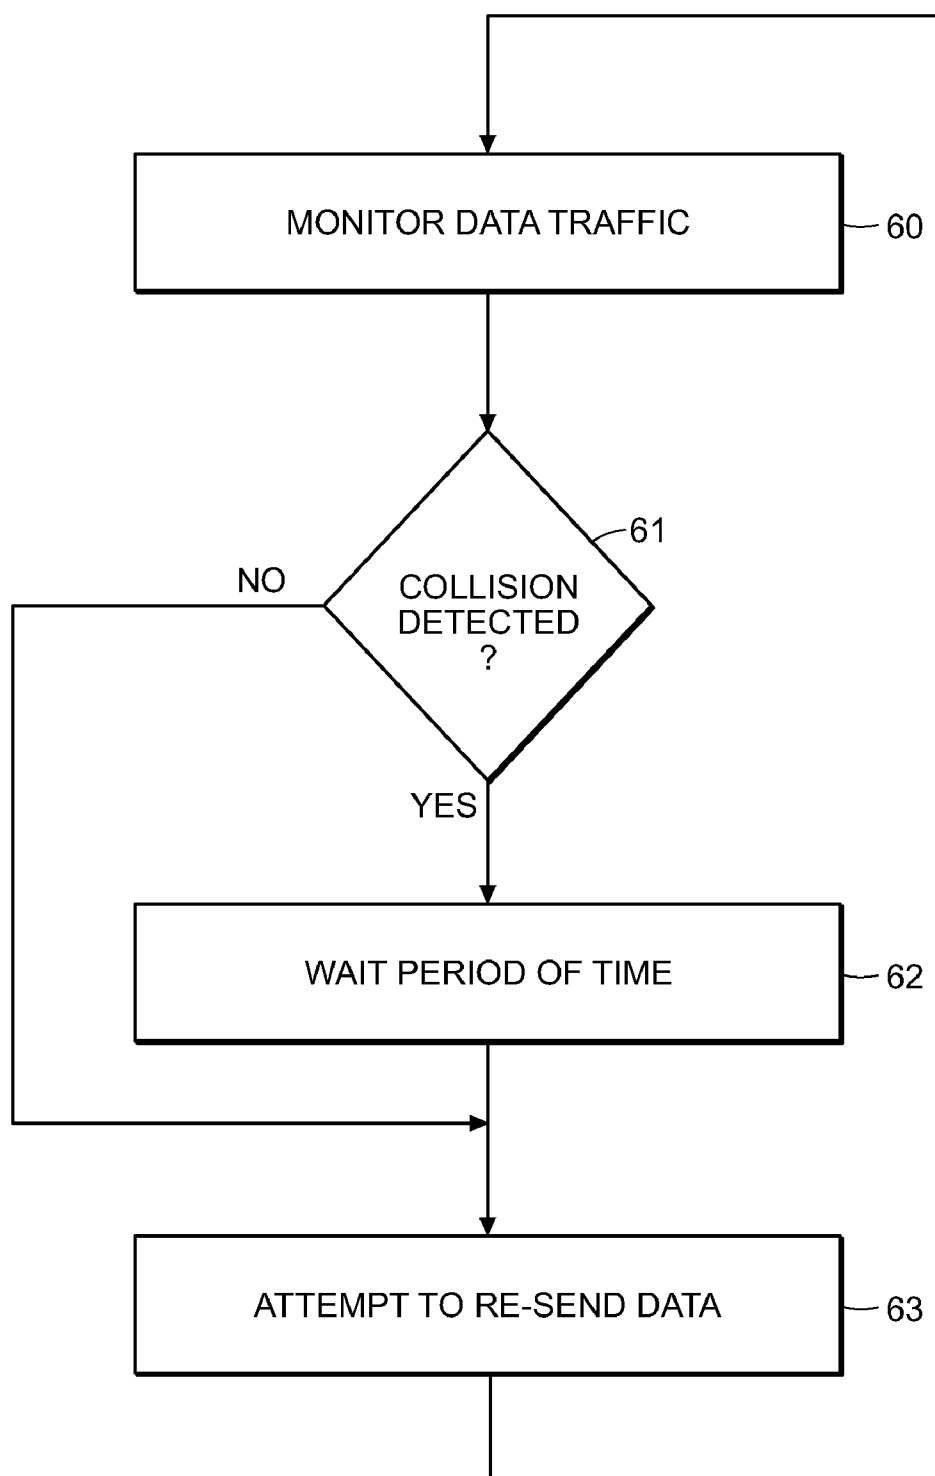 MONITOR DATA TRAFFIC
60
61
NO
COLLISION
DETECTED
?
YES
WAIT PERIOD OF TIME
62
ATTEMPT TO RE-SEND DATA
63